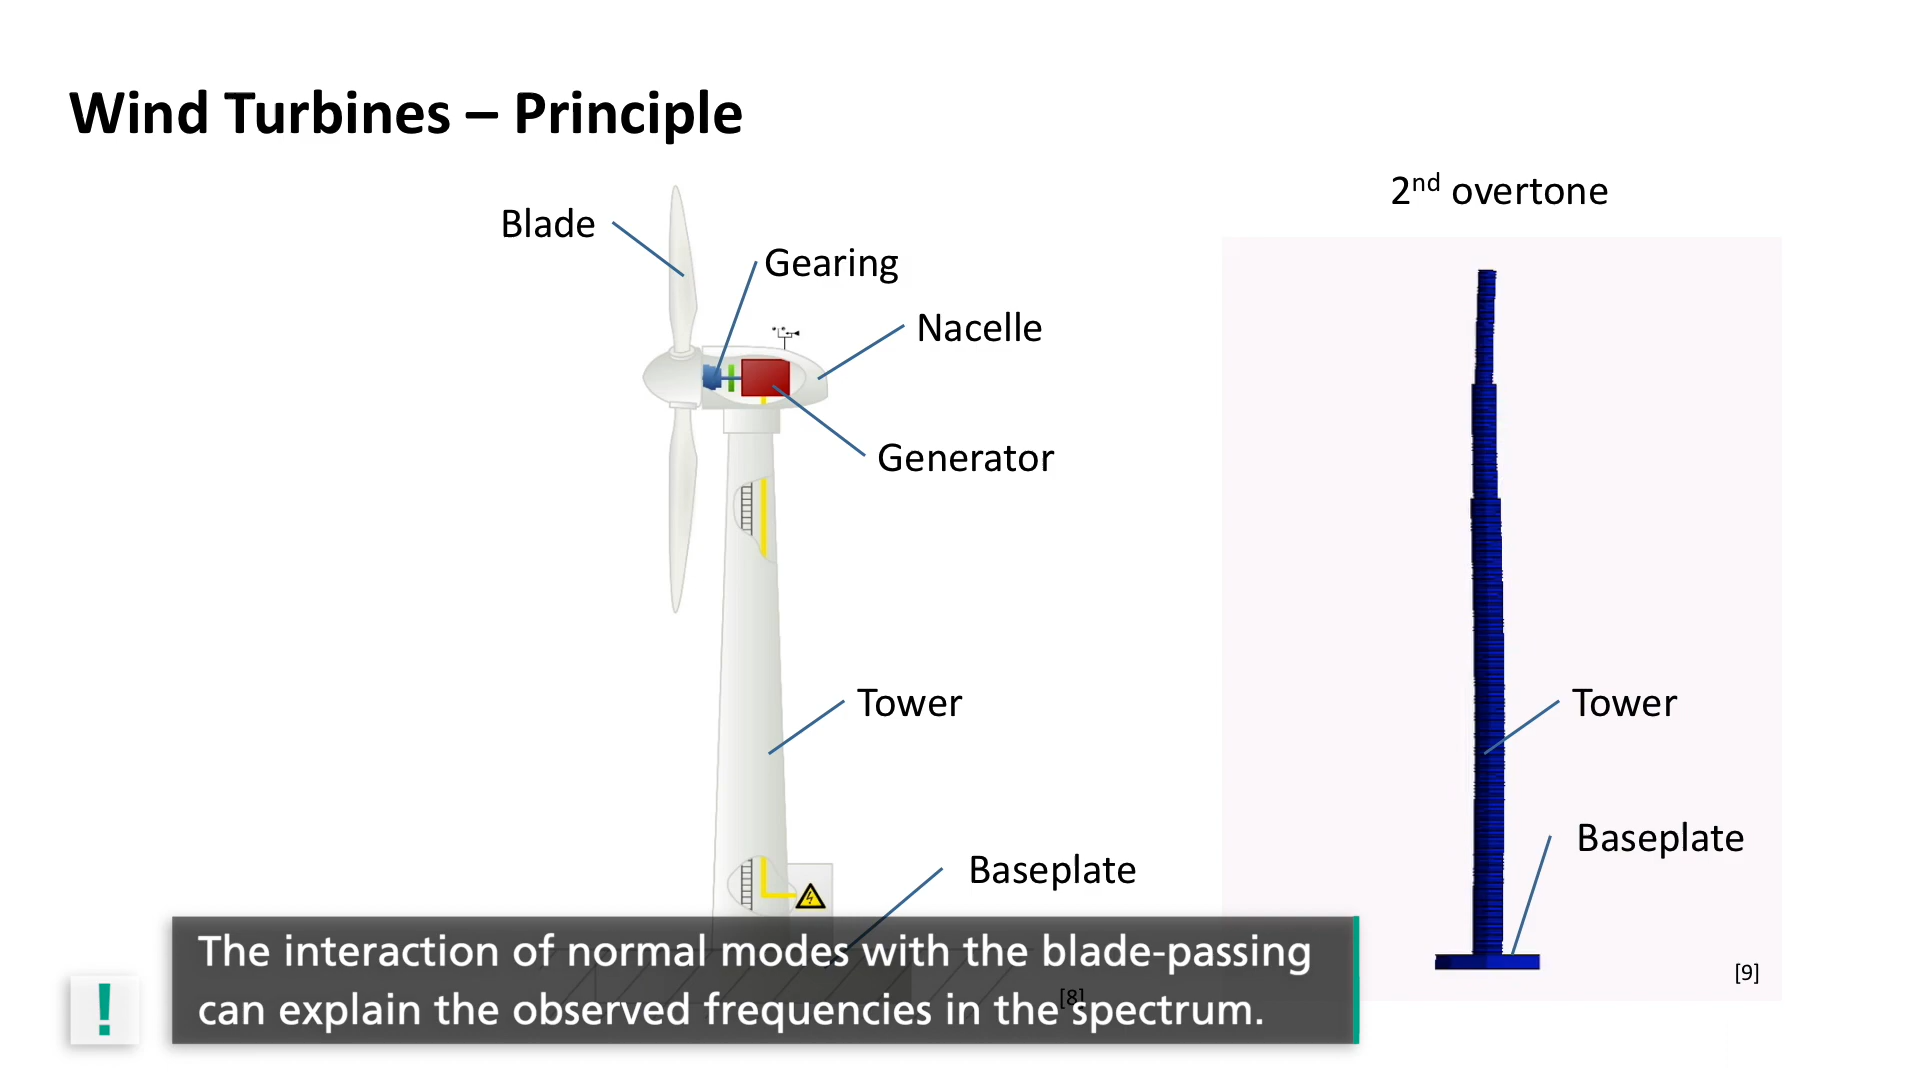 Wind Turbines – Principle
2nd overtone
Blade
Gearing
Nacelle
Generator
Tower
Tower
Baseplate
Baseplate
The interaction of normal modes with the blade-passing
can explain the observed frequencies in the spectrum.
[8]
[9]
!